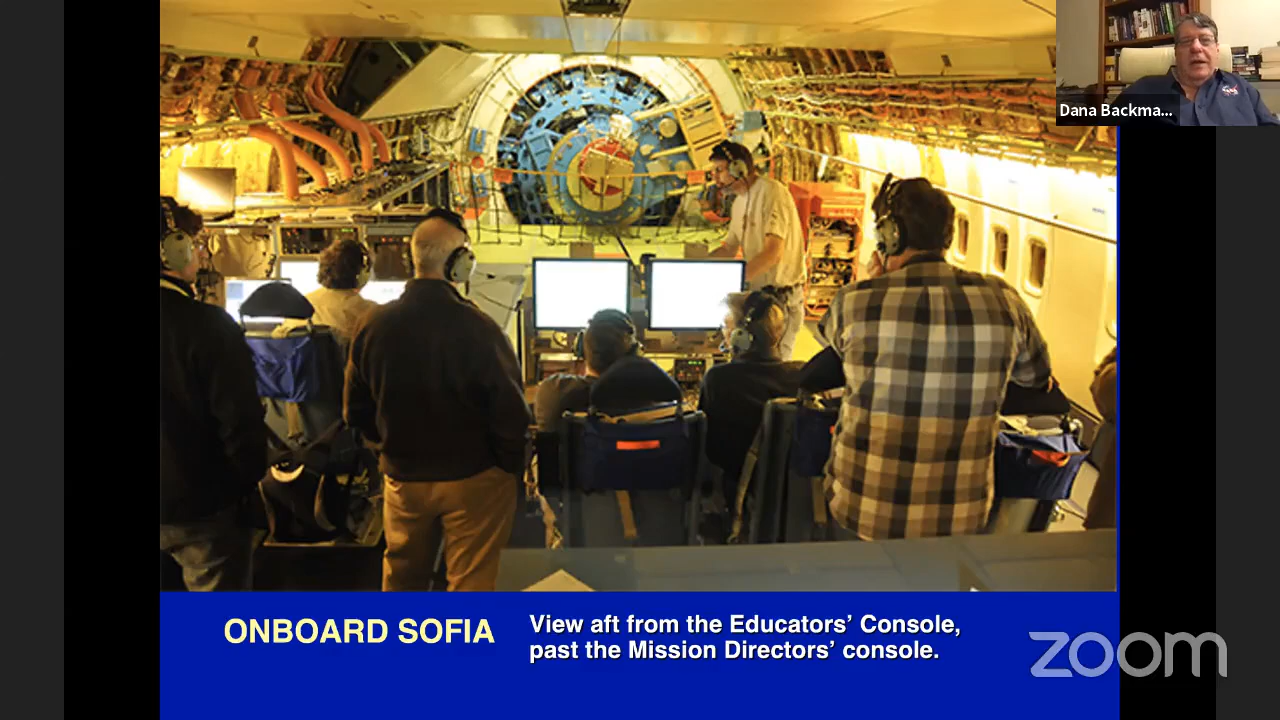 Dana Backma...
ONBOARD SOFIA
View aft from the Educators’ Console,
past the Mission Directors’ console.
zoom